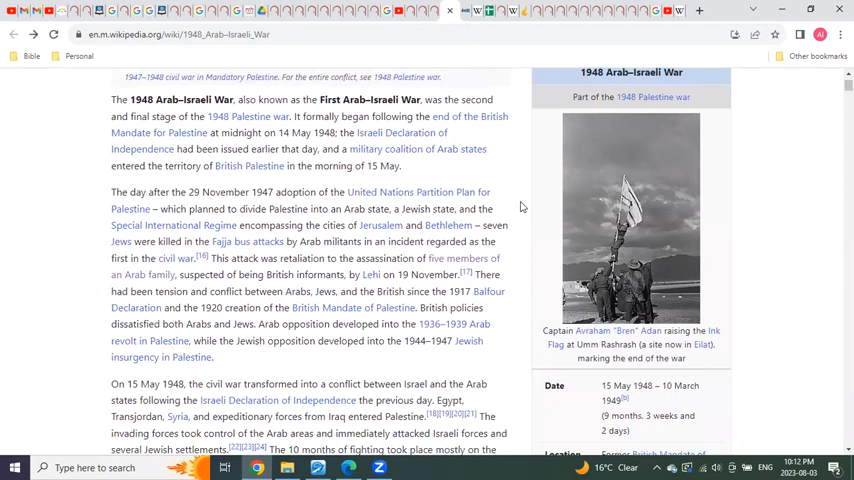 en.m.wikipedia.org/wiki/1948_Arab–Israeli_War
Bible
Personal
Other bookmarks
1947–1948 civil war in Mandatory Palestine. For the entire conflict, see 1948 Palestine war.
The 1948 Arab–Israeli War, also known as the First Arab–Israeli War, was the second
and final stage of the 1948 Palestine war. It formally began following the end of the British
Mandate for Palestine at midnight on 14 May 1948; the Israeli Declaration of
Independence had been issued earlier that day, and a military coalition of Arab states
entered the territory of British Palestine in the morning of 15 May.
The day after the 29 November 1947 adoption of the United Nations Partition Plan for
Palestine – which planned to divide Palestine into an Arab state, a Jewish state, and the
Special International Regime encompassing the cities of Jerusalem and Bethlehem – seven
Jews were killed in the Fajja bus attacks by Arab militants in an incident regarded as the
first in the civil war.[16] This attack was retaliation to the assassination of five members of
an Arab family, suspected of being British informants, by Lehi on 19 November.[17] There
had been tension and conflict between Arabs, Jews, and the British since the 1917 Balfour
Declaration and the 1920 creation of the British Mandate of Palestine. British policies
dissatisfied both Arabs and Jews. Arab opposition developed into the 1936–1939 Arab
revolt in Palestine, while the Jewish opposition developed into the 1944–1947 Jewish
insurgency in Palestine.
On 15 May 1948, the civil war transformed into a conflict between Israel and the Arab
states following the Israeli Declaration of Independence the previous day. Egypt,
Transjordan, Syria, and expeditionary forces from Iraq entered Palestine.[18][19][20][21] The
invading forces took control of the Arab areas and immediately attacked Israeli forces and
several Jewish settlements.[22][23][24] The 10 months of fighting took place mostly on the
1948 Arab–Israeli War
Part of the 1948 Palestine war
Captain Avraham "Bren" Adan raising the Ink
Flag at Umm Rashrash (a site now in Eilat),
marking the end of the war
Date
15 May 1948 – 10 March
1949[b]
(9 months, 3 weeks and
2 days)
Location
Former British Mandate of
Type here to search
16°C Clear
ENG
10:12 PM
2023-08-03
2